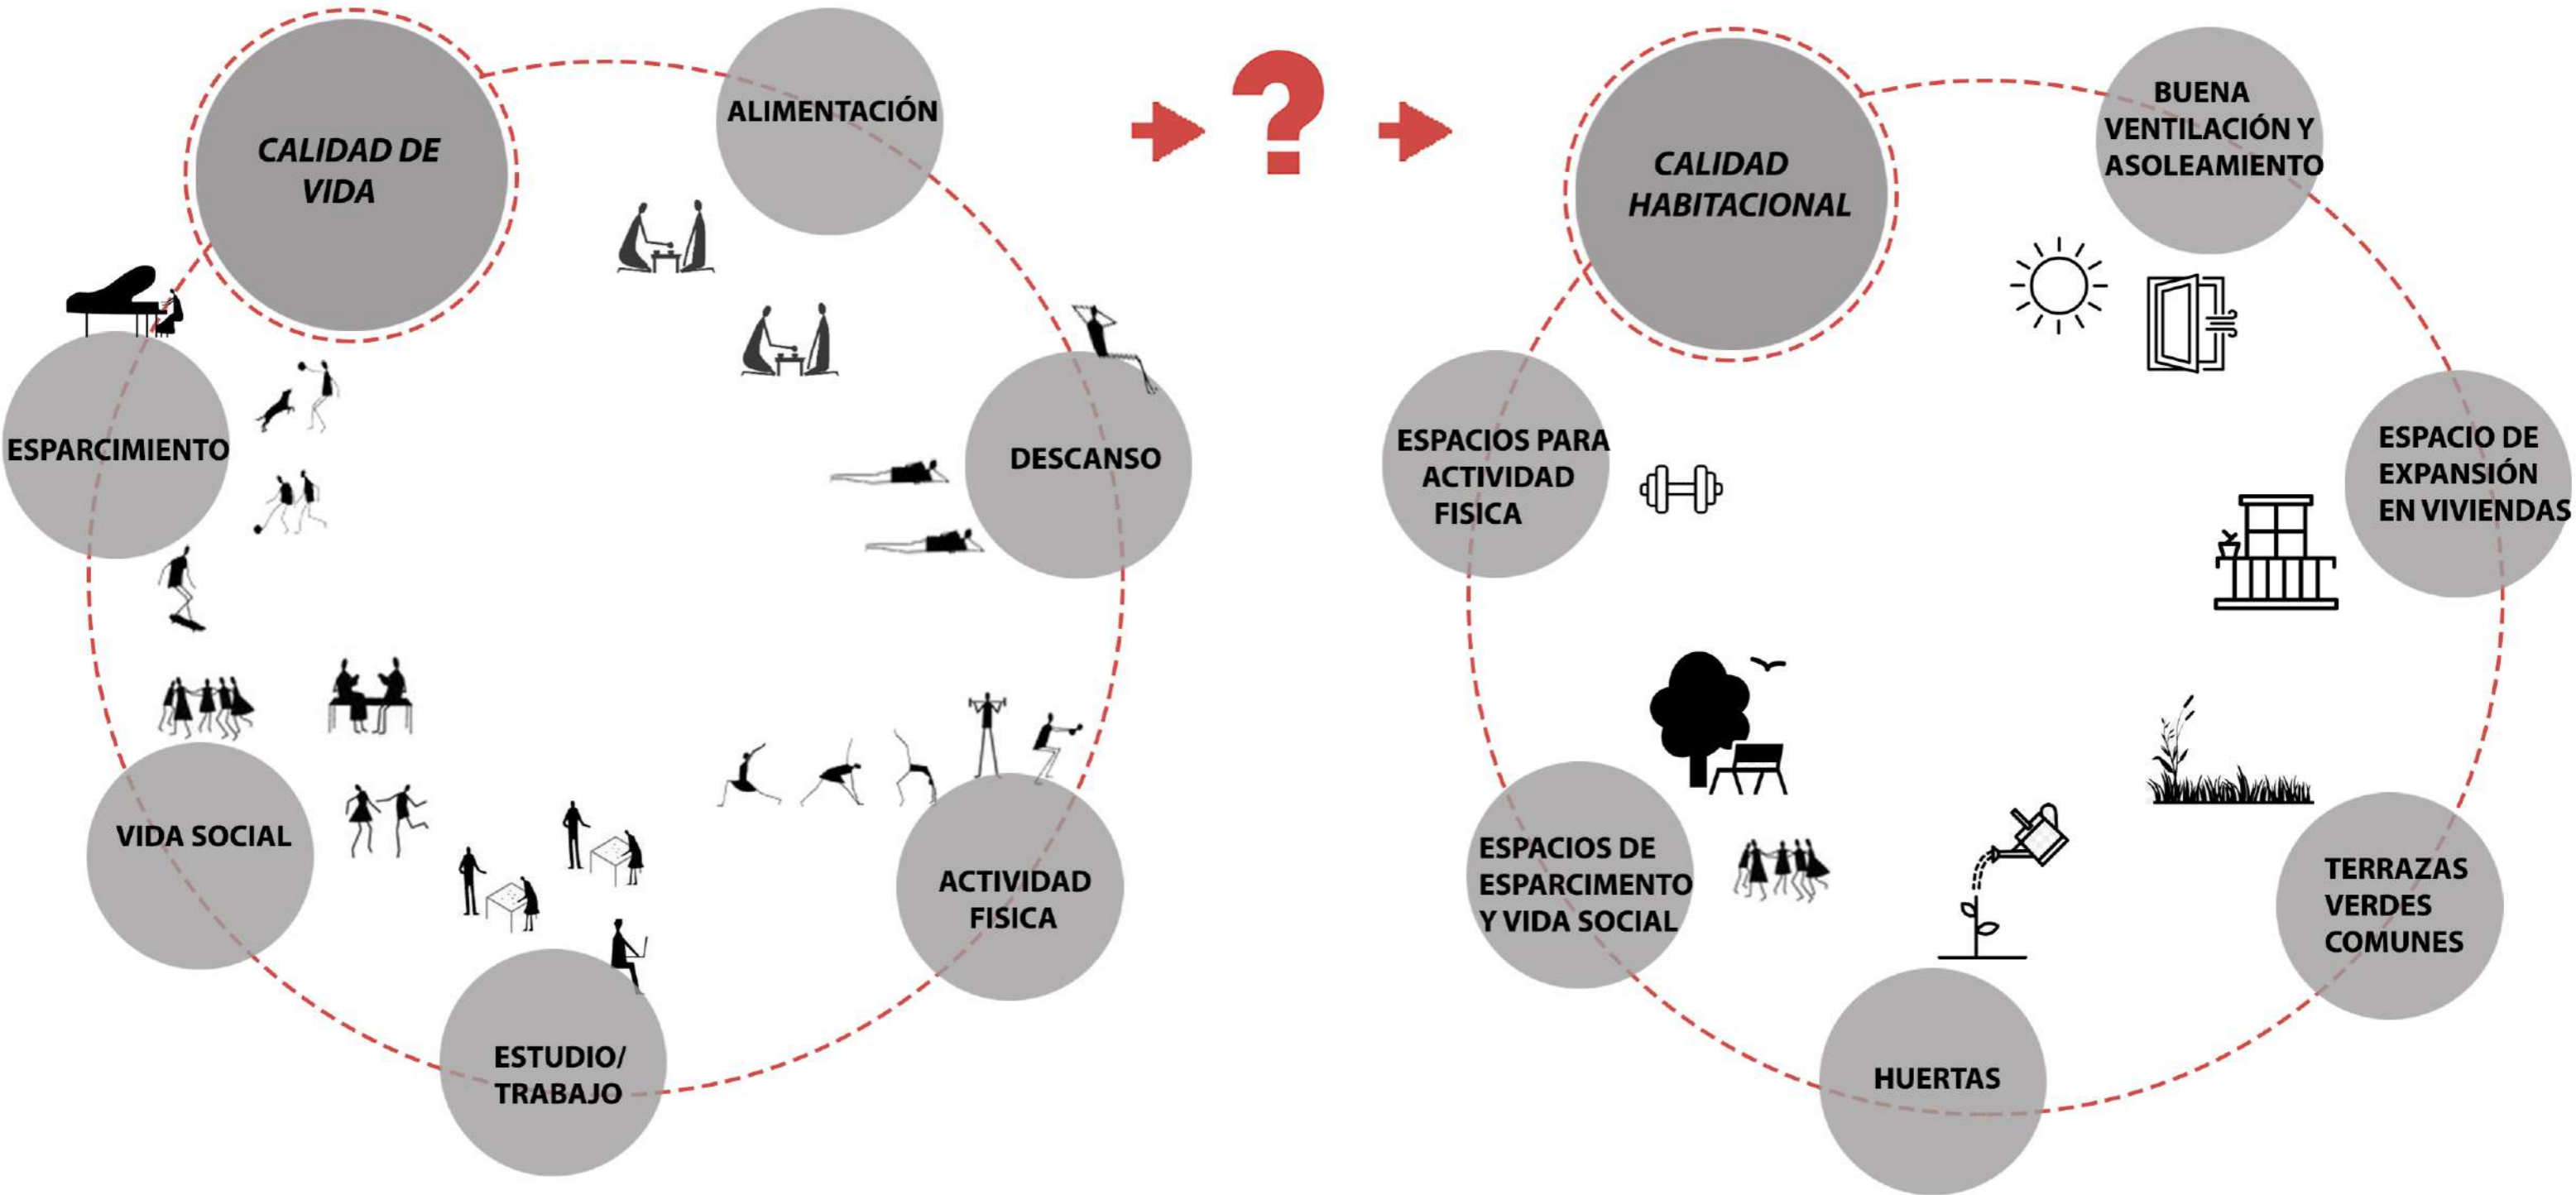 CALIDAD DE
VIDA
ALIMENTACIÓN
DESCANSO
ACTIVIDAD
FISICA
ESTUDIO/
TRABAJO
VIDA SOCIAL
ESPARCIMIENTO
?
CALIDAD
HABITACIONAL
BUENA
VENTILACIÓN Y
ASOLEAMIENTO
ESPACIO DE
EXPANSIÓN
EN VIVIENDAS
TERRAZAS
VERDES
COMUNES
HUERTAS
ESPACIOS DE
ESPARCIMENTO
Y VIDA SOCIAL
ESPACIOS PARA
ACTIVIDAD
FISICA